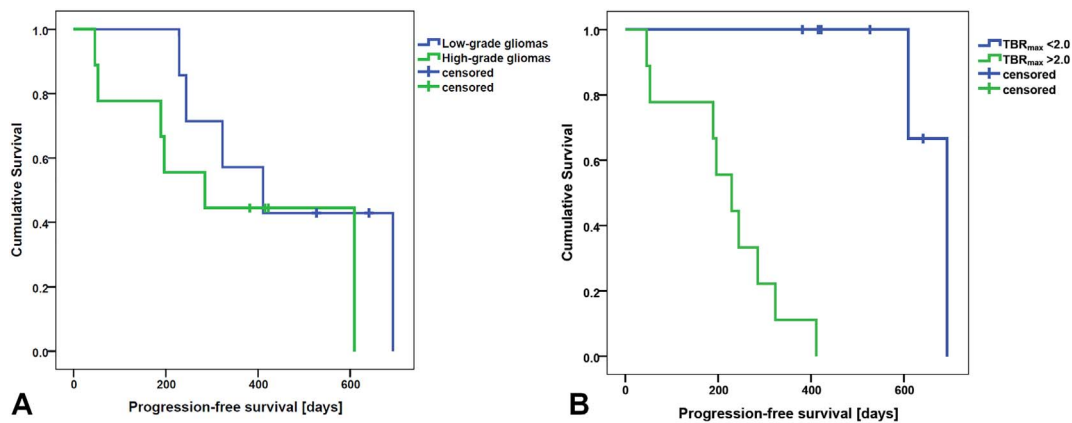 1.0
0.8
0.6
0.4
0.2
0.0
0
200
400
600
Cumulative Survival
Progression-free survival [days]
Low-grade gliomas
High-grade gliomas
censored
censored
A
1.0
0.8
0.6
0.4
0.2
0.0
0
200
400
600
Cumulative Survival
Progression-free survival [days]
TBRmax <2.0
TBRmax >2.0
censored
censored
B